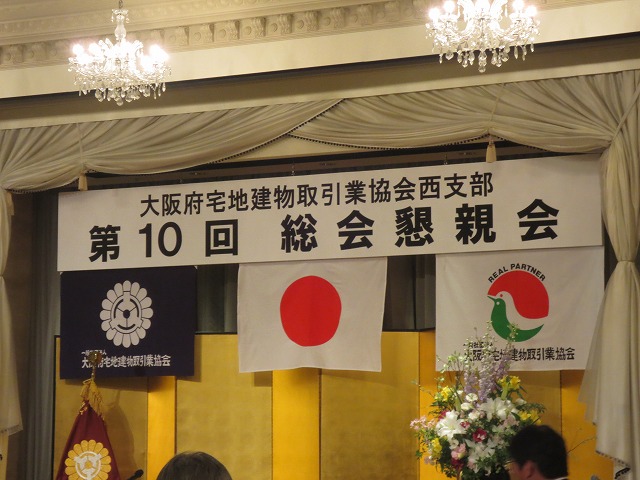 大阪府宅地建物取引業協会西支部
第10回 総会懇親会
REAL PARTNER
大阪府宅地建物取引業協会
大阪府宅地建物取引業協会